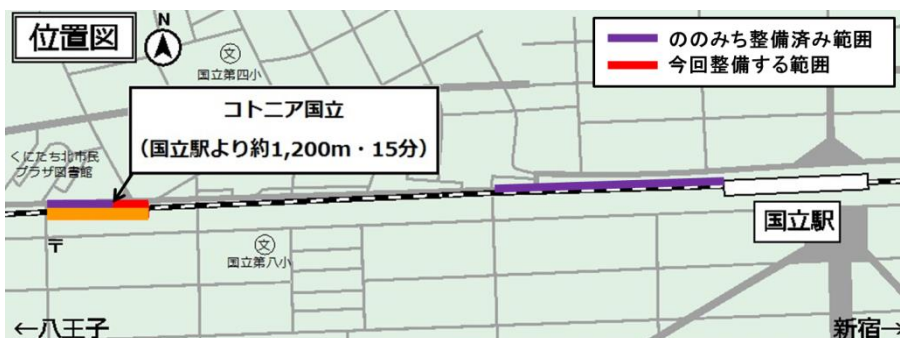 位置図
N
文
国立第四小
ののみち整備済み範囲
今回整備する範囲
コトニア国立
（国立駅より約1,200m・15分）
くにたち北市民
プラザ図書館
国立駅
〒
文
国立第八小
←八王子
新宿→